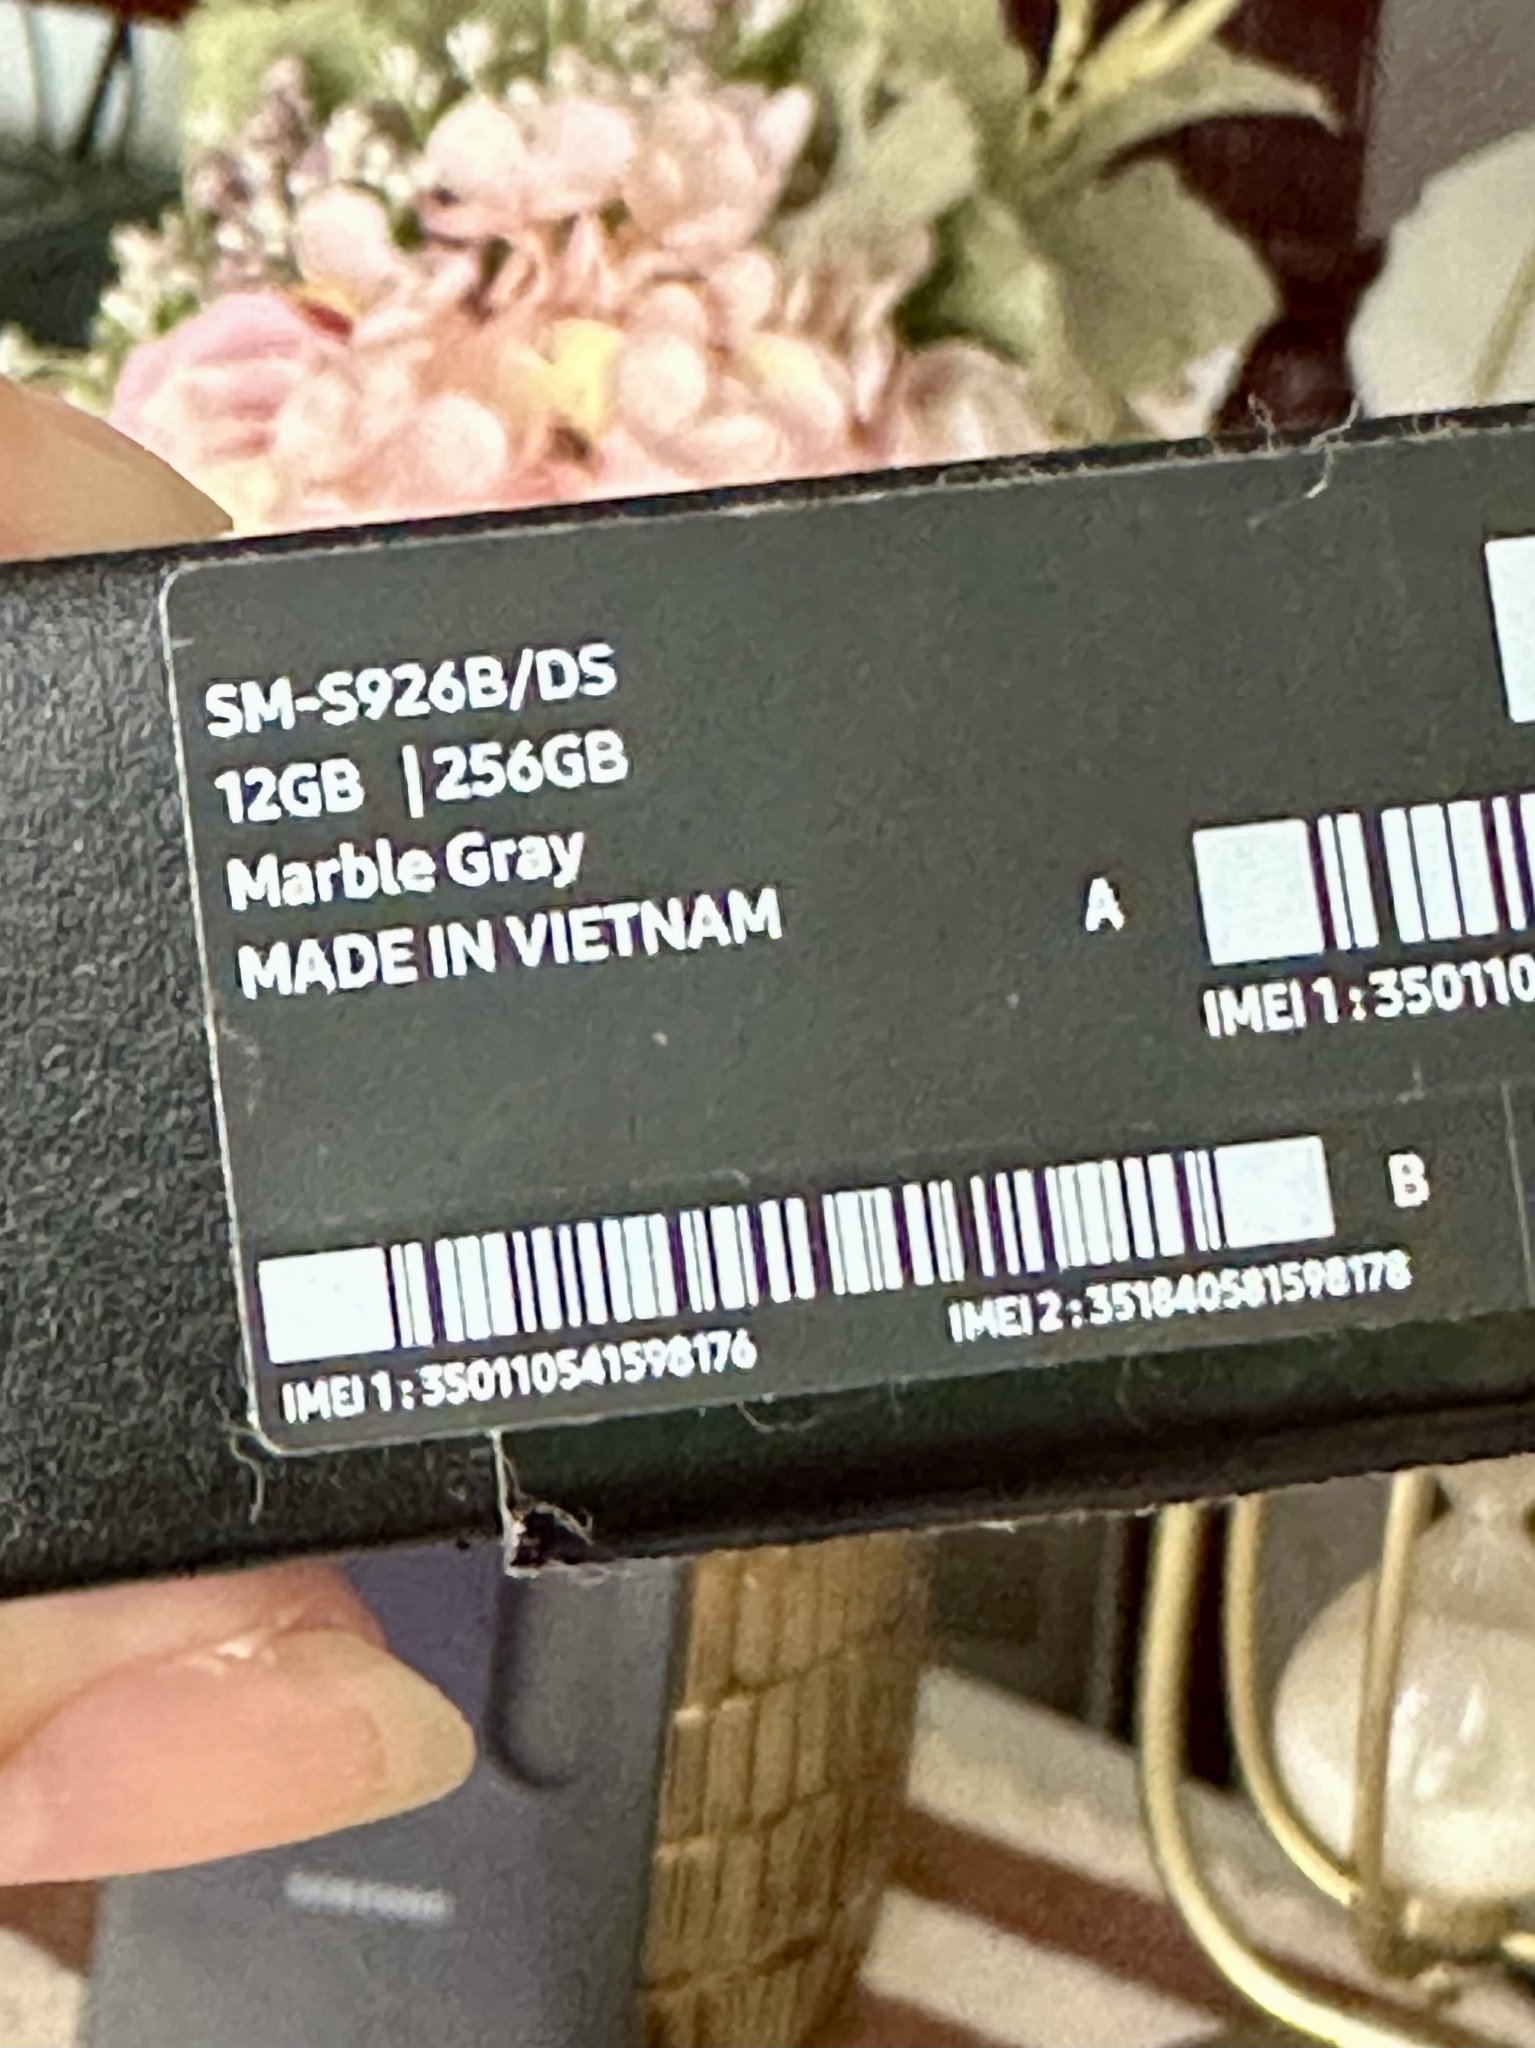 SM-S926B/DS
12GB | 256GB
Marble Gray
MADE IN VIETNAM
A
IMEI 1 : 350110
B
IMEI 1 : 350110541598176
IMEI 2 : 351840581598178